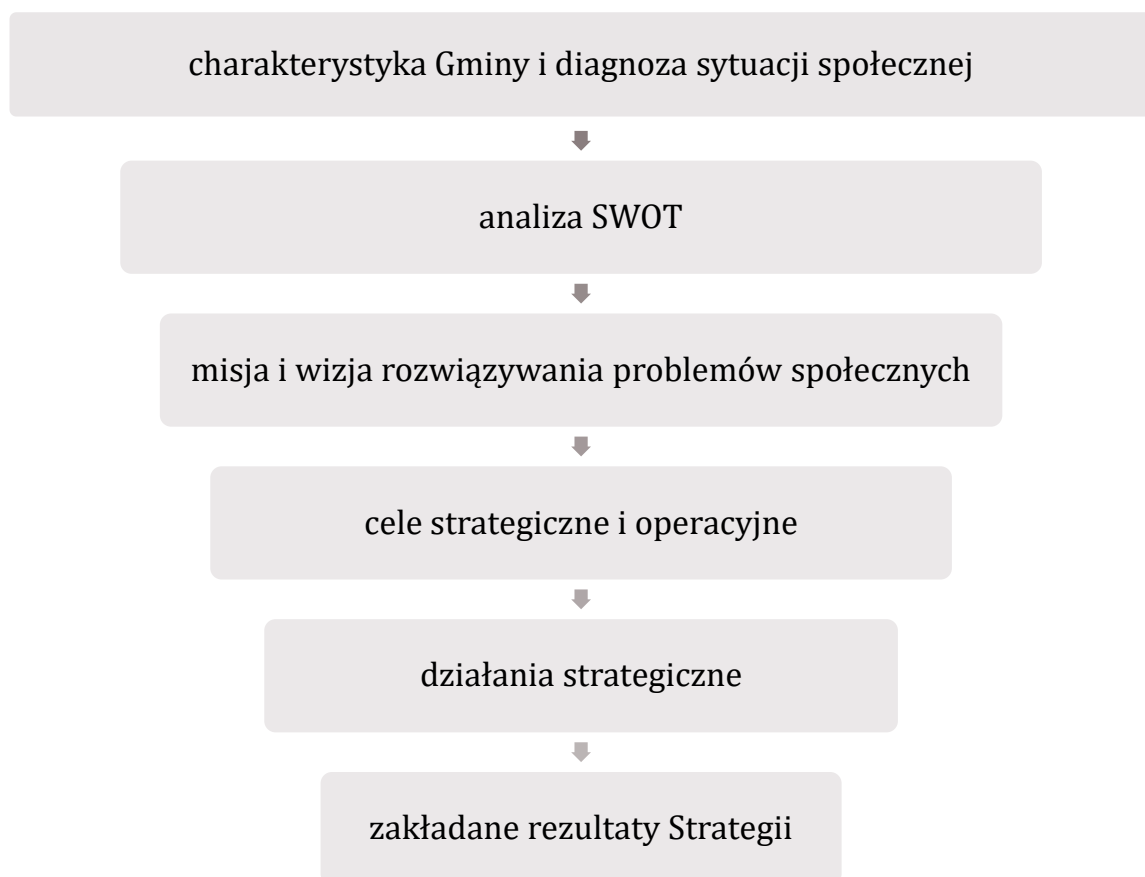 charakterystyka Gminy i diagnoza sytuacji społecznej
analiza SWOT
misja i wizja rozwiązywania problemów społecznych
cele strategiczne i operacyjne
działania strategiczne
zakładane rezultaty Strategii